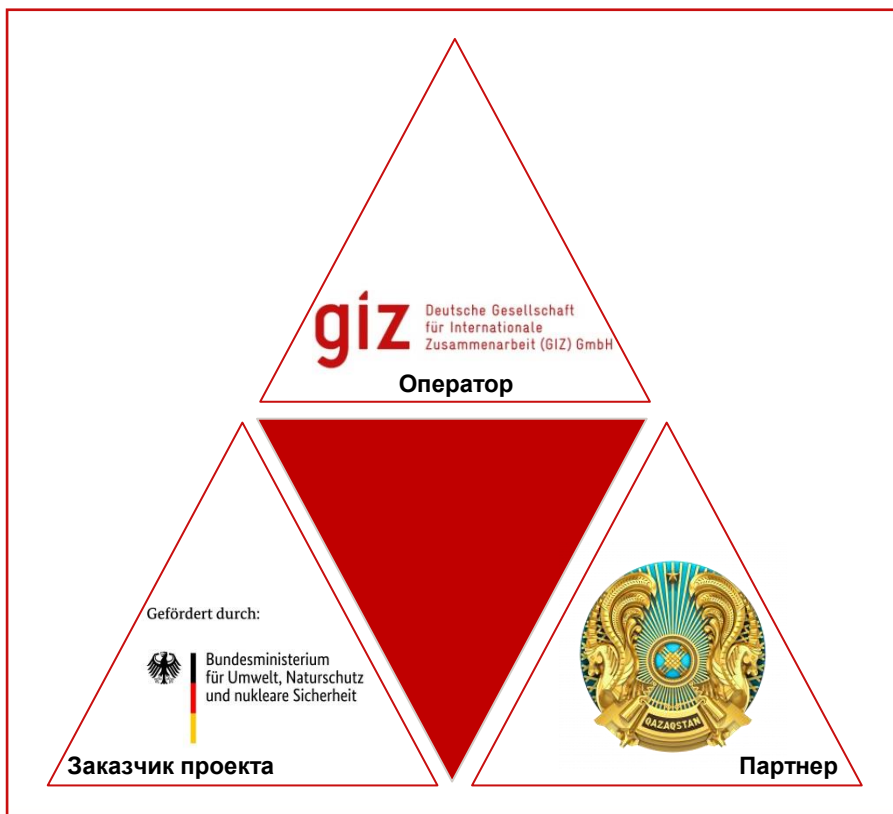 giz
Deutsche Gesellschaft
für Internationale
Zusammenarbeit (GIZ) GmbH
Оператор
Gefördert durch:
Bundesministerium
für Umwelt, Naturschutz
und nukleare Sicherheit
Заказчик проекта
QAZAQSTAN
Партнер